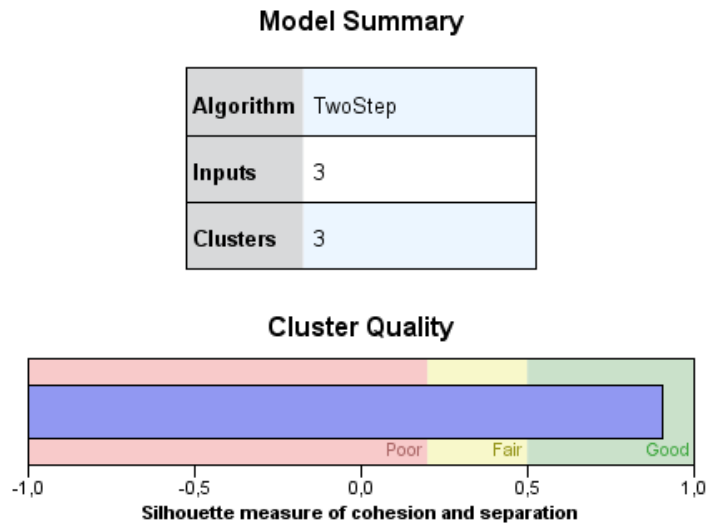 Model Summary
Algorithm TwoStep
Inputs 3
Clusters 3
Cluster Quality
Poor Fair Good
-1,0 -0,5 0,0 0,5 1,0
Silhouette measure of cohesion and separation